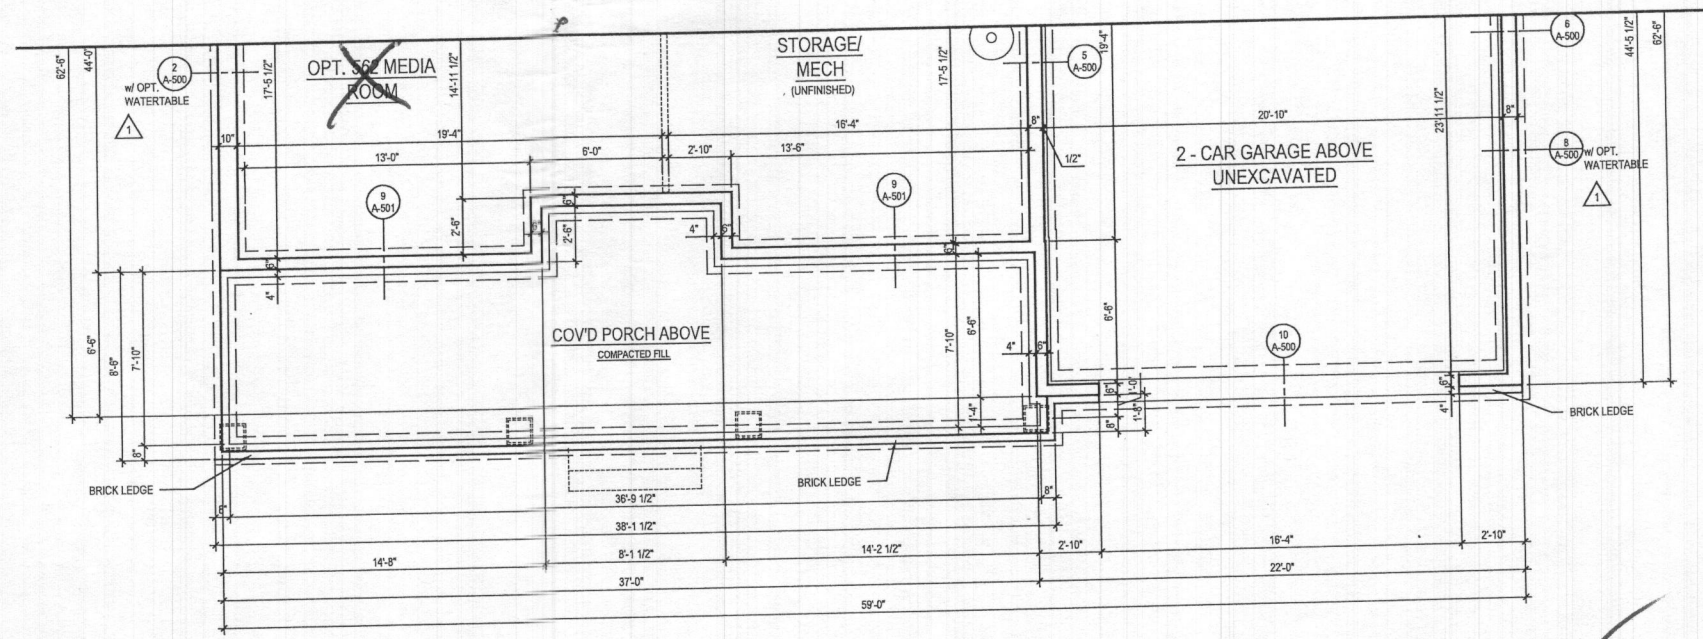 62'-6"
44'-0"
2
A-500
w/ OPT.
WATERTABLE
1
17'-5 1/2"
OPT. 562 MEDIA
ROOM
14'-11 1/2"
STORAGE/
MECH
(UNFINISHED)
17'-5 1/2"
5
A-500
19'-4"
6
A-500
44'-5 1/2"
62'-6"
10"
19'-4"
16'-4"
8"
20'-10"
23'11 1/2"
8"
13'-0"
6'-0"
2'-10"
13'-6"
1/2"
2 - CAR GARAGE ABOVE
UNEXCAVATED
8
A-500
w/ OPT.
WATERTABLE
1
9
A-501
9
A-501
6"
2'-6"
2'-6"
4"
6"
6"
6"
4"
6'-6"
8'-6"
7'-10"
COV'D PORCH ABOVE
COMPACTED FILL
7'-10"
6'-6"
4"
6"
6'-6"
10
A-500
6"
1'-0"
1'-4"
1'-8"
8"
6"
4"
BRICK LEDGE
8"
BRICK LEDGE
BRICK LEDGE
36'-9 1/2"
8"
38'-1 1/2"
14'-8"
8'-1 1/2"
14'-2 1/2"
2'-10"
16'-4"
2'-10"
37'-0"
22'-0"
59'-0"